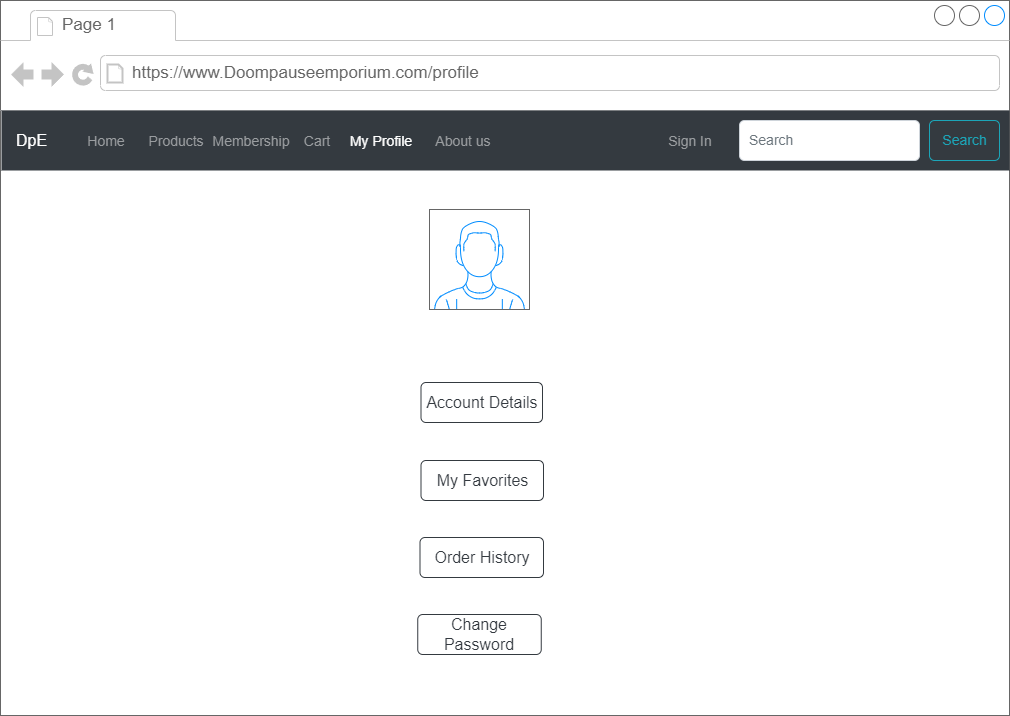 Page 1
https://www.Doompauseemporium.com/profile
DpE Home Products Membership Cart My Profile About us Sign In Search Search
Account Details
My Favorites
Order History
Change
Password